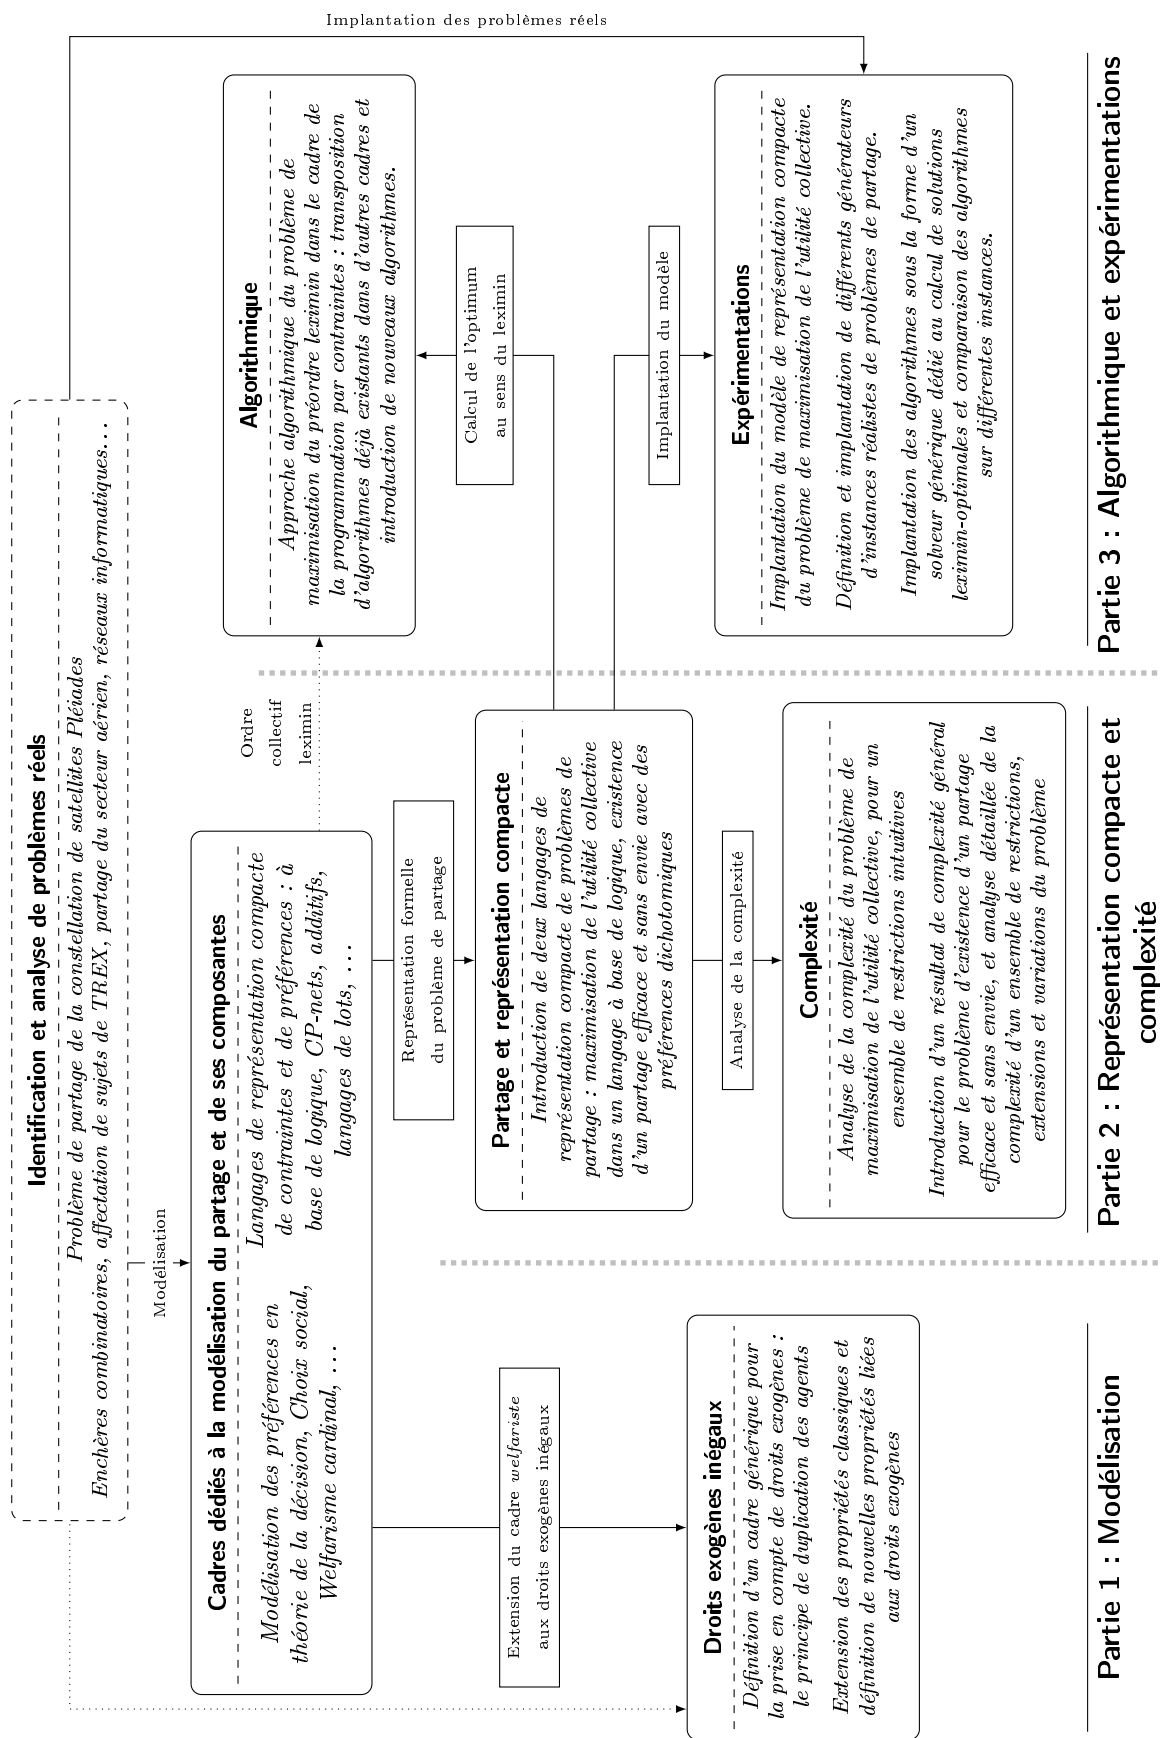 Identification et analyse de problèmes réels
Problème de partage de la constellation de satellites Pléiades
Enchères combinatoires, affectation de sujets de TREX, partage du secteur aérien, réseaux informatiques…
Modélisation
Implantation des problèmes réels
Cadres dédiés à la modélisation du partage et de ses composantes
Modélisation des préférences en
théorie de la décision, Choix social,
Welfarisme cardinal, …
Langages de représentation compacte
de contraintes et de préférences : à
base de logique, CP-nets, additifs,
langages de lots, …
Ordre
collectif
leximin
Extension du cadre welfariste
aux droits exogènes inégaux
Droits exogènes inégaux
Définition d'un cadre générique pour
la prise en compte de droits exogènes :
le principe de duplication des agents
Extension des propriétés classiques et
définition de nouvelles propriétés liées
aux droits exogènes
Partie 1 : Modélisation
Représentation formelle
du problème de partage
Partage et représentation compacte
Introduction de deux langages de
représentation compacte de problèmes de
partage : maximisation de l'utilité collective
dans un langage à base de logique, existence
d'un partage efficace et sans envie avec des
préférences dichotomiques
Analyse de la complexité
Complexité
Analyse de la complexité du problème de
maximisation de l'utilité collective, pour un
ensemble de restrictions intuitives
Introduction d'un résultat de complexité général
pour le problème d'existence d'un partage
efficace et sans envie, et analyse détaillée de la
complexité d'un ensemble de restrictions,
extensions et variations du problème
Partie 2 : Représentation compacte et
complexité
Algorithmique
Approche algorithmique du problème de
maximisation du préordre leximin dans le cadre de
la programmation par contraintes : transposition
d'algorithmes déjà existants dans d'autres cadres et
introduction de nouveaux algorithmes.
Calcul de l'optimum
au sens du leximin
Implantation du modèle
Expérimentations
Implantation du modèle de représentation compacte
du problème de maximisation de l'utilité collective.
Définition et implantation de différents générateurs
d'instances réalistes de problèmes de partage.
Implantation des algorithmes sous la forme d'un
solveur générique dédié au calcul de solutions
leximin-optimales et comparaison des algorithmes
sur différentes instances.
Partie 3 : Algorithmique et expérimentations